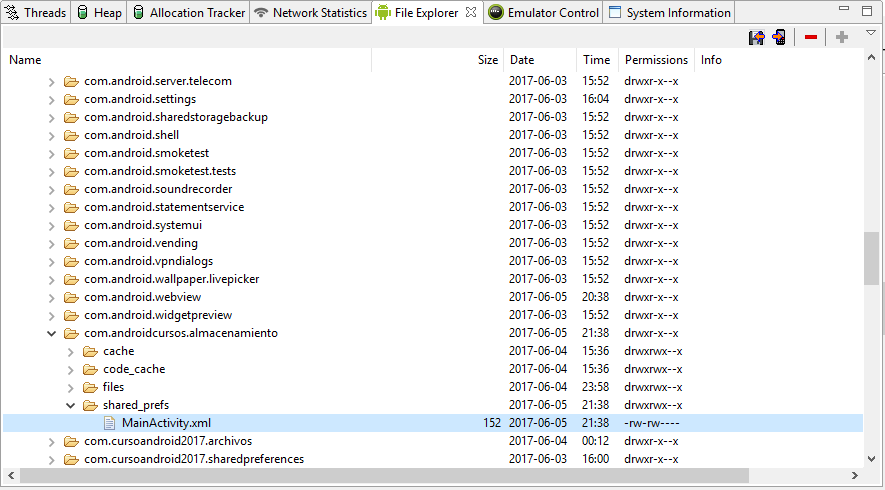 Threads Heap Allocation Tracker Network Statistics File Explorer Emulator Control System Information
Name Size Date Time Permissions Info
com.android.server.telecom 2017-06-03 15:52 drwxr-x--x
com.android.settings 2017-06-03 16:04 drwxr-x--x
com.android.sharedstoragebackup 2017-06-03 15:52 drwxr-x--x
com.android.shell 2017-06-03 15:52 drwxr-x--x
com.android.smoketest 2017-06-03 15:52 drwxr-x--x
com.android.smoketest.tests 2017-06-03 15:52 drwxr-x--x
com.android.soundrecorder 2017-06-03 15:52 drwxr-x--x
com.android.statementservice 2017-06-03 15:52 drwxr-x--x
com.android.systemui 2017-06-03 15:52 drwxr-x--x
com.android.vending 2017-06-03 15:52 drwxr-x--x
com.android.vpndialogs 2017-06-03 15:52 drwxr-x--x
com.android.wallpaper.livepicker 2017-06-03 15:52 drwxr-x--x
com.android.webview 2017-06-05 20:38 drwxr-x--x
com.android.widgetpreview 2017-06-03 15:52 drwxr-x--x
com.androidcursos.almacenamiento 2017-06-05 21:38 drwxr-x--x
cache 2017-06-04 15:36 drwxrwx--x
code_cache 2017-06-04 15:36 drwxrwx--x
files 2017-06-04 23:58 drwxrwx--x
shared_prefs 2017-06-05 21:38 drwxrwx--x
MainActivity.xml 152 2017-06-05 21:38 -rw-rw----
com.cursoandroid2017.archivos 2017-06-04 00:12 drwxr-x--x
com.cursoandroid2017.sharedpreferences 2017-06-03 16:00 drwxr-x--x